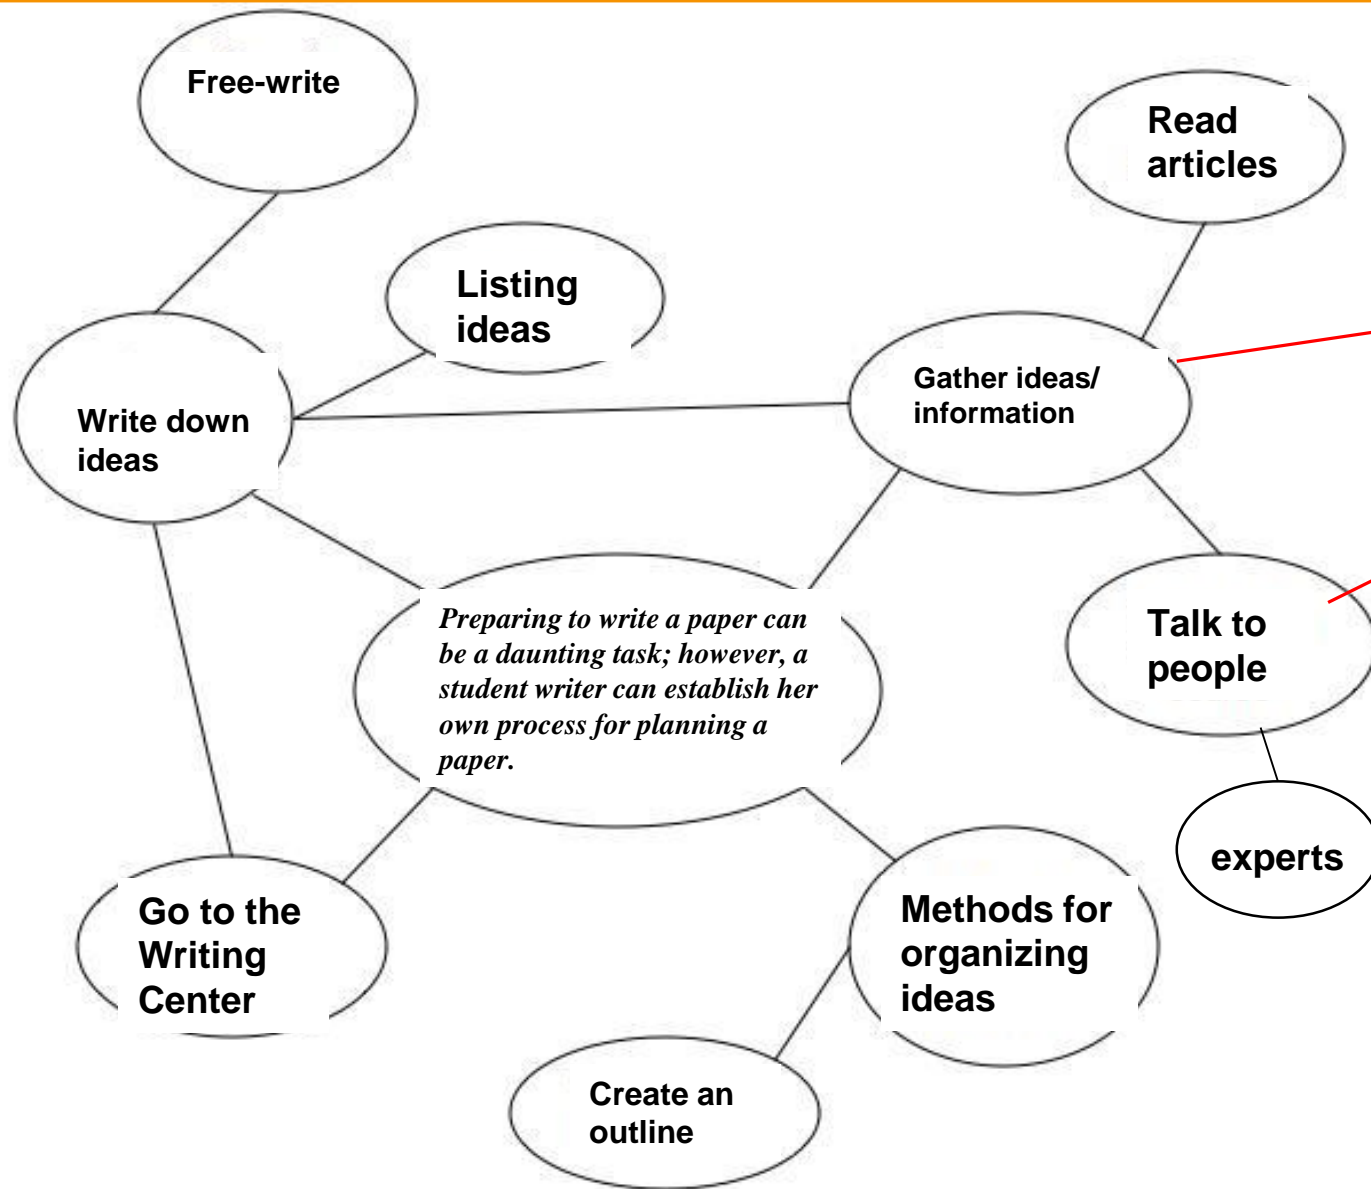 Free-write
Read
articles
Listing
ideas
Gather ideas/
information
Write down
ideas
Preparing to write a paper can
be a daunting task; however, a
student writer can establish her
own process for planning a
paper.
Talk to
people
experts
Go to the
Writing
Center
Methods for
organizing
ideas
Create an
outline